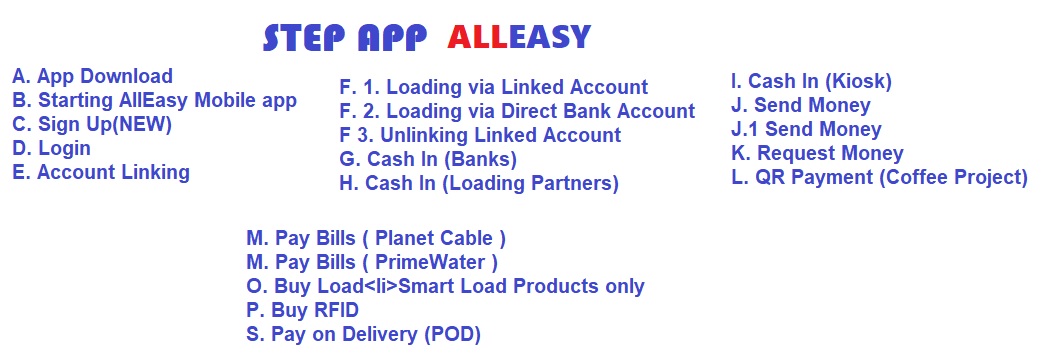 STEP APP ALLEASY
A. App Download
B. Starting AllEasy Mobile app
C. Sign Up(NEW)
D. Login
E. Account Linking
F. 1. Loading via Linked Account
F. 2. Loading via Direct Bank Account
F 3. Unlinking Linked Account
G. Cash In (Banks)
H. Cash In (Loading Partners)
I. Cash In (Kiosk)
J. Send Money
J.1 Send Money
K. Request Money
L. QR Payment (Coffee Project)
M. Pay Bills ( Planet Cable )
M. Pay Bills ( PrimeWater )
O. Buy Load<li>Smart Load Products only
P. Buy RFID
S. Pay on Delivery (POD)